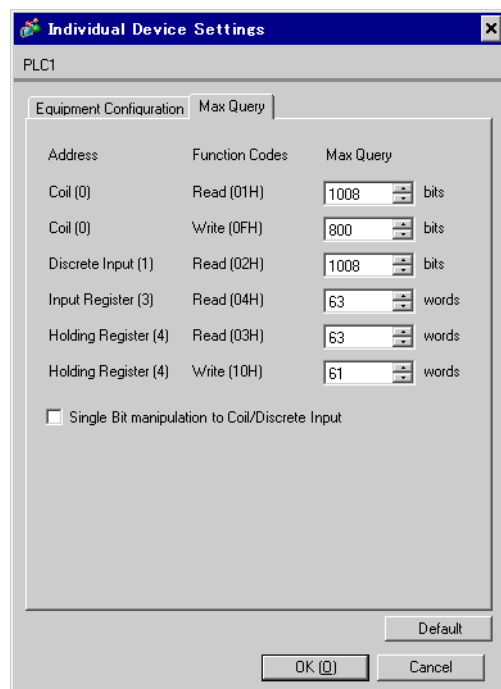 Individual Device Settings
PLC1
Equipment Configuration Max Query
Address Function Codes Max Query
Coil (0) Read (01H) 1008 bits
Coil (0) Write (0FH) 800 bits
Discrete Input (1) Read (02H) 1008 bits
Input Register (3) Read (04H) 63 words
Holding Register (4) Read (03H) 63 words
Holding Register (4) Write (10H) 61 words
Single Bit manipulation to Coil/Discrete Input
Default
OK (O) Cancel